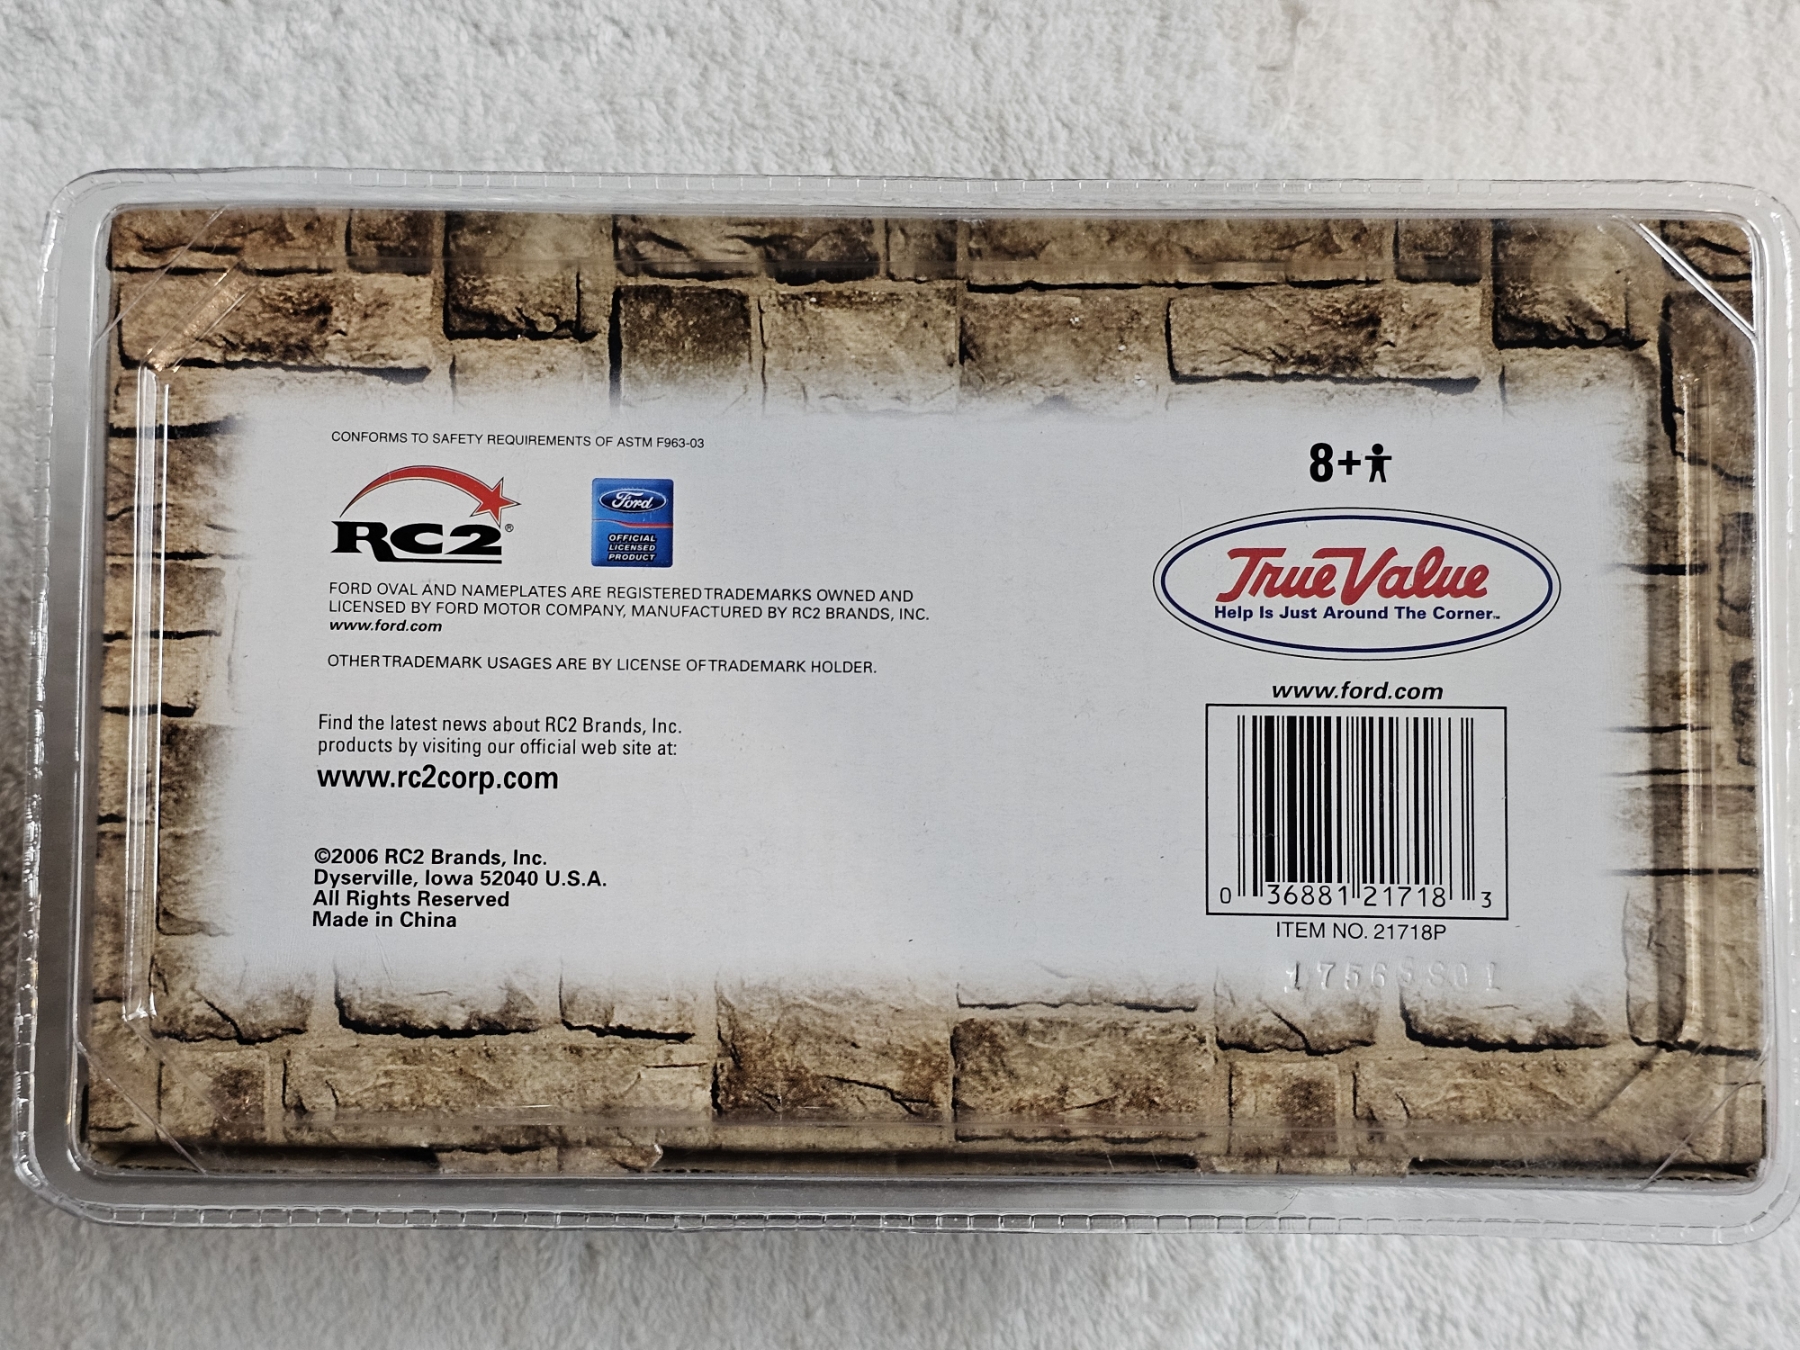 CONFORMS TO SAFETY REQUIREMENTS OF ASTM F963-03
RC2®
Ford
OFFICIAL
LICENSED
PRODUCT
FORD OVAL AND NAMEPLATES ARE REGISTERED TRADEMARKS OWNED AND
LICENSED BY FORD MOTOR COMPANY, MANUFACTURED BY RC2 BRANDS, INC.
www.ford.com
OTHER TRADEMARK USAGES ARE BY LICENSE OF TRADEMARK HOLDER.
Find the latest news about RC2 Brands, Inc.
products by visiting our official web site at:
www.rc2corp.com
©2006 RC2 Brands, Inc.
Dyserville, Iowa 52040 U.S.A.
All Rights Reserved
Made in China
8+
True Value
Help Is Just Around The Corner™
www.ford.com
0 36881 21718 3
ITEM NO. 21718P